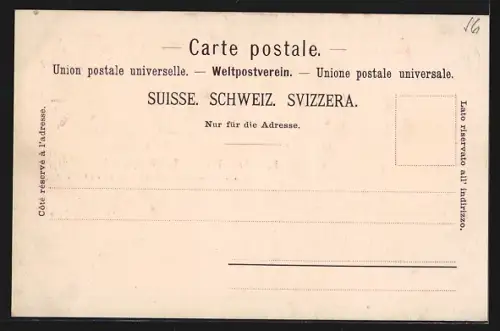 — Carte postale. —
Union postale universelle. — Weltpostverein. — Unione postale universale.
SUISSE. SCHWEIZ. SVIZZERA.
Nur für die Adresse.
Côté réservé à l'adresse.
Lato riservato all' indirizzo.